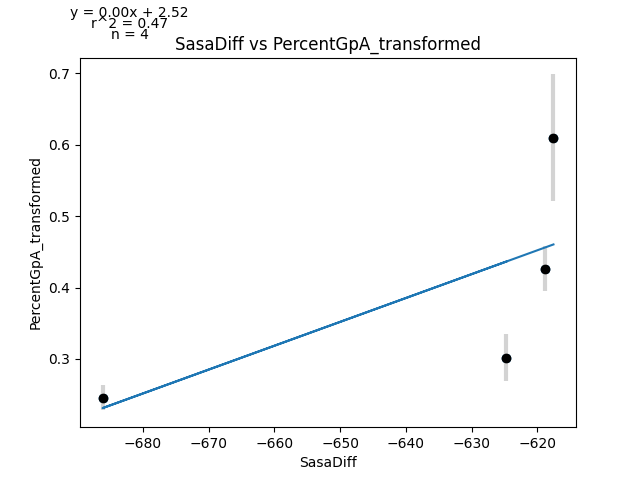 y = 0.00x + 2.52
r^2 = 0.47
n = 4
SasaDiff vs PercentGpA_transformed
0.7
0.6
0.5
0.4
0.3
PercentGpA_transformed
−680
−670
−660
−650
−640
−630
−620
SasaDiff